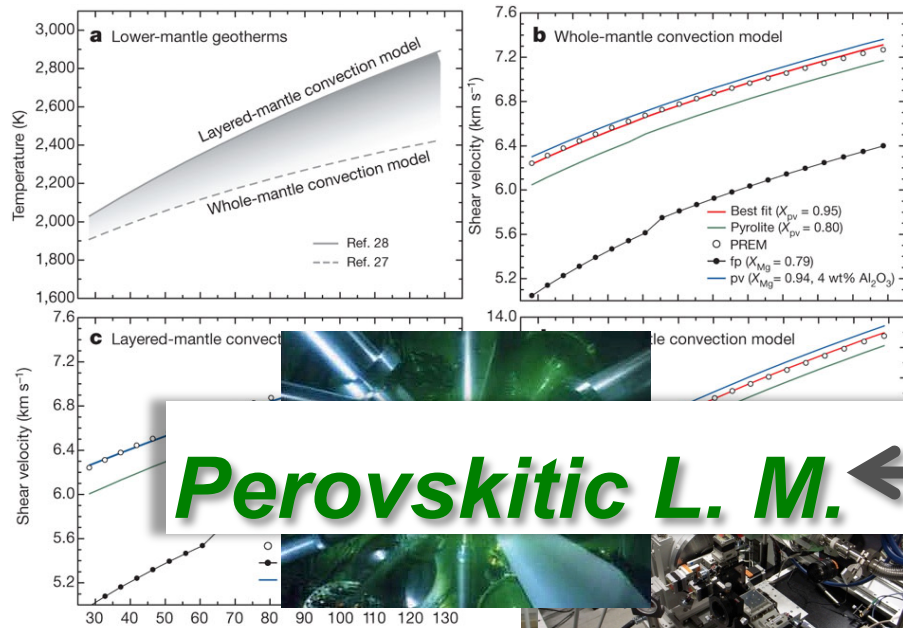 a Lower-mantle geotherms
3,000
2,800
2,600
2,400
2,200
2,000
1,800
1,600
Temperature (K)
Layered-mantle convection model
Whole-mantle convection model
Ref. 28
Ref. 27
b Whole-mantle convection model
7.6
7.2
6.8
6.4
6.0
5.6
5.2
Shear velocity (km s⁻¹)
Best fit (Xpv = 0.95)
Pyrolite (Xpv = 0.80)
PREM
fp (XMg = 0.79)
pv (XMg = 0.94, 4 wt% Al₂O₃)
c Layered-mantle convect
7.6
7.2
6.8
6.4
6.0
5.2
Shear velocity (km s⁻¹)
30 40 50 60 70 80 90 100 110 120 130
14.0
convection model
Perovskitic L. M.